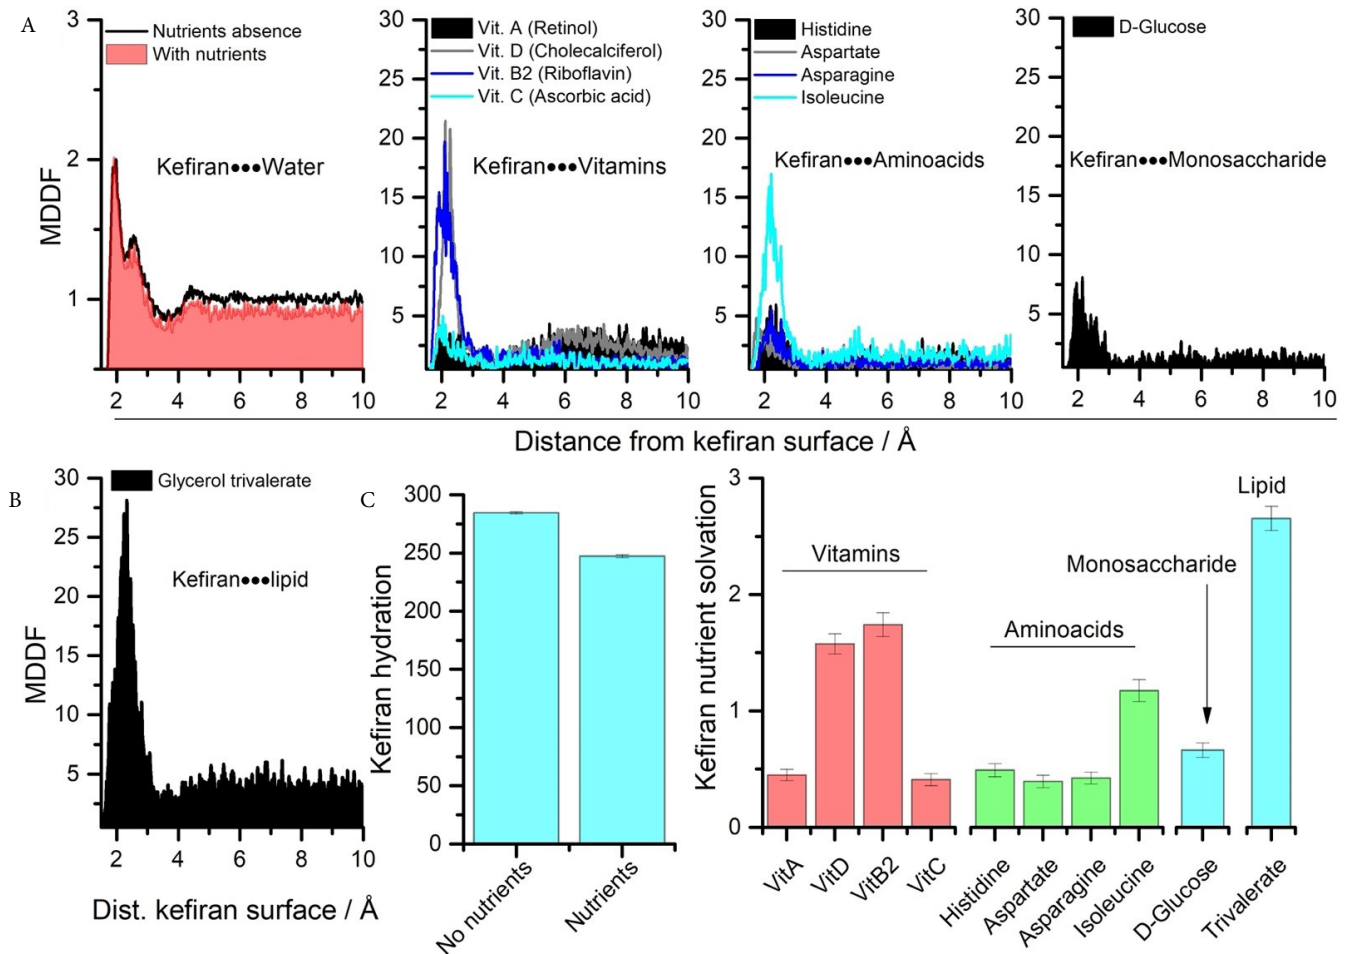 A
MDDF
3
2
1
Nutrients absence
With nutrients
Kefiran●●●Water
2 4 6 8 10
30
25
20
15
10
5
Vit. A (Retinol)
Vit. D (Cholecalciferol)
Vit. B2 (Riboflavin)
Vit. C (Ascorbic acid)
Kefiran●●●Vitamins
2 4 6 8 10
30
25
20
15
10
5
Histidine
Aspartate
Asparagine
Isoleucine
Kefiran●●●Aminoacids
2 4 6 8 10
30
25
20
15
10
5
D-Glucose
Kefiran●●●Monosaccharide
2 4 6 8 10
Distance from kefiran surface / Å
B
MDDF
30
25
20
15
10
5
Glycerol trivalerate
Kefiran●●●lipid
2 4 6 8 10
Dist. kefiran surface / Å
C
Kefiran hydration
300
250
200
150
100
50
0
No nutrients
Nutrients
Kefiran nutrient solvation
3
2
1
0
Vitamins
Aminoacids
Monosaccharide
Lipid
VitA
VitD
VitB2
VitC
Histidine
Aspartate
Asparagine
Isoleucine
D-Glucose
Trivalerate